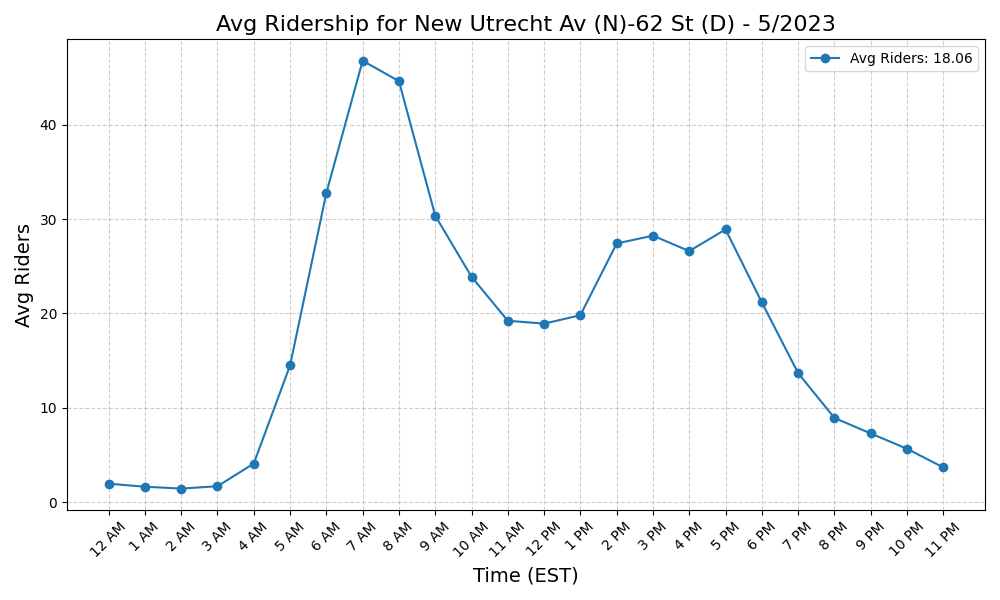 Avg Ridership for New Utrecht Av (N)-62 St (D) - 5/2023
Avg Riders: 18.06
Avg Riders
40
30
20
10
0
12 AM
1 AM
2 AM
3 AM
4 AM
5 AM
6 AM
7 AM
8 AM
9 AM
10 AM
11 AM
12 PM
1 PM
2 PM
3 PM
4 PM
5 PM
6 PM
7 PM
8 PM
9 PM
10 PM
11 PM
Time (EST)